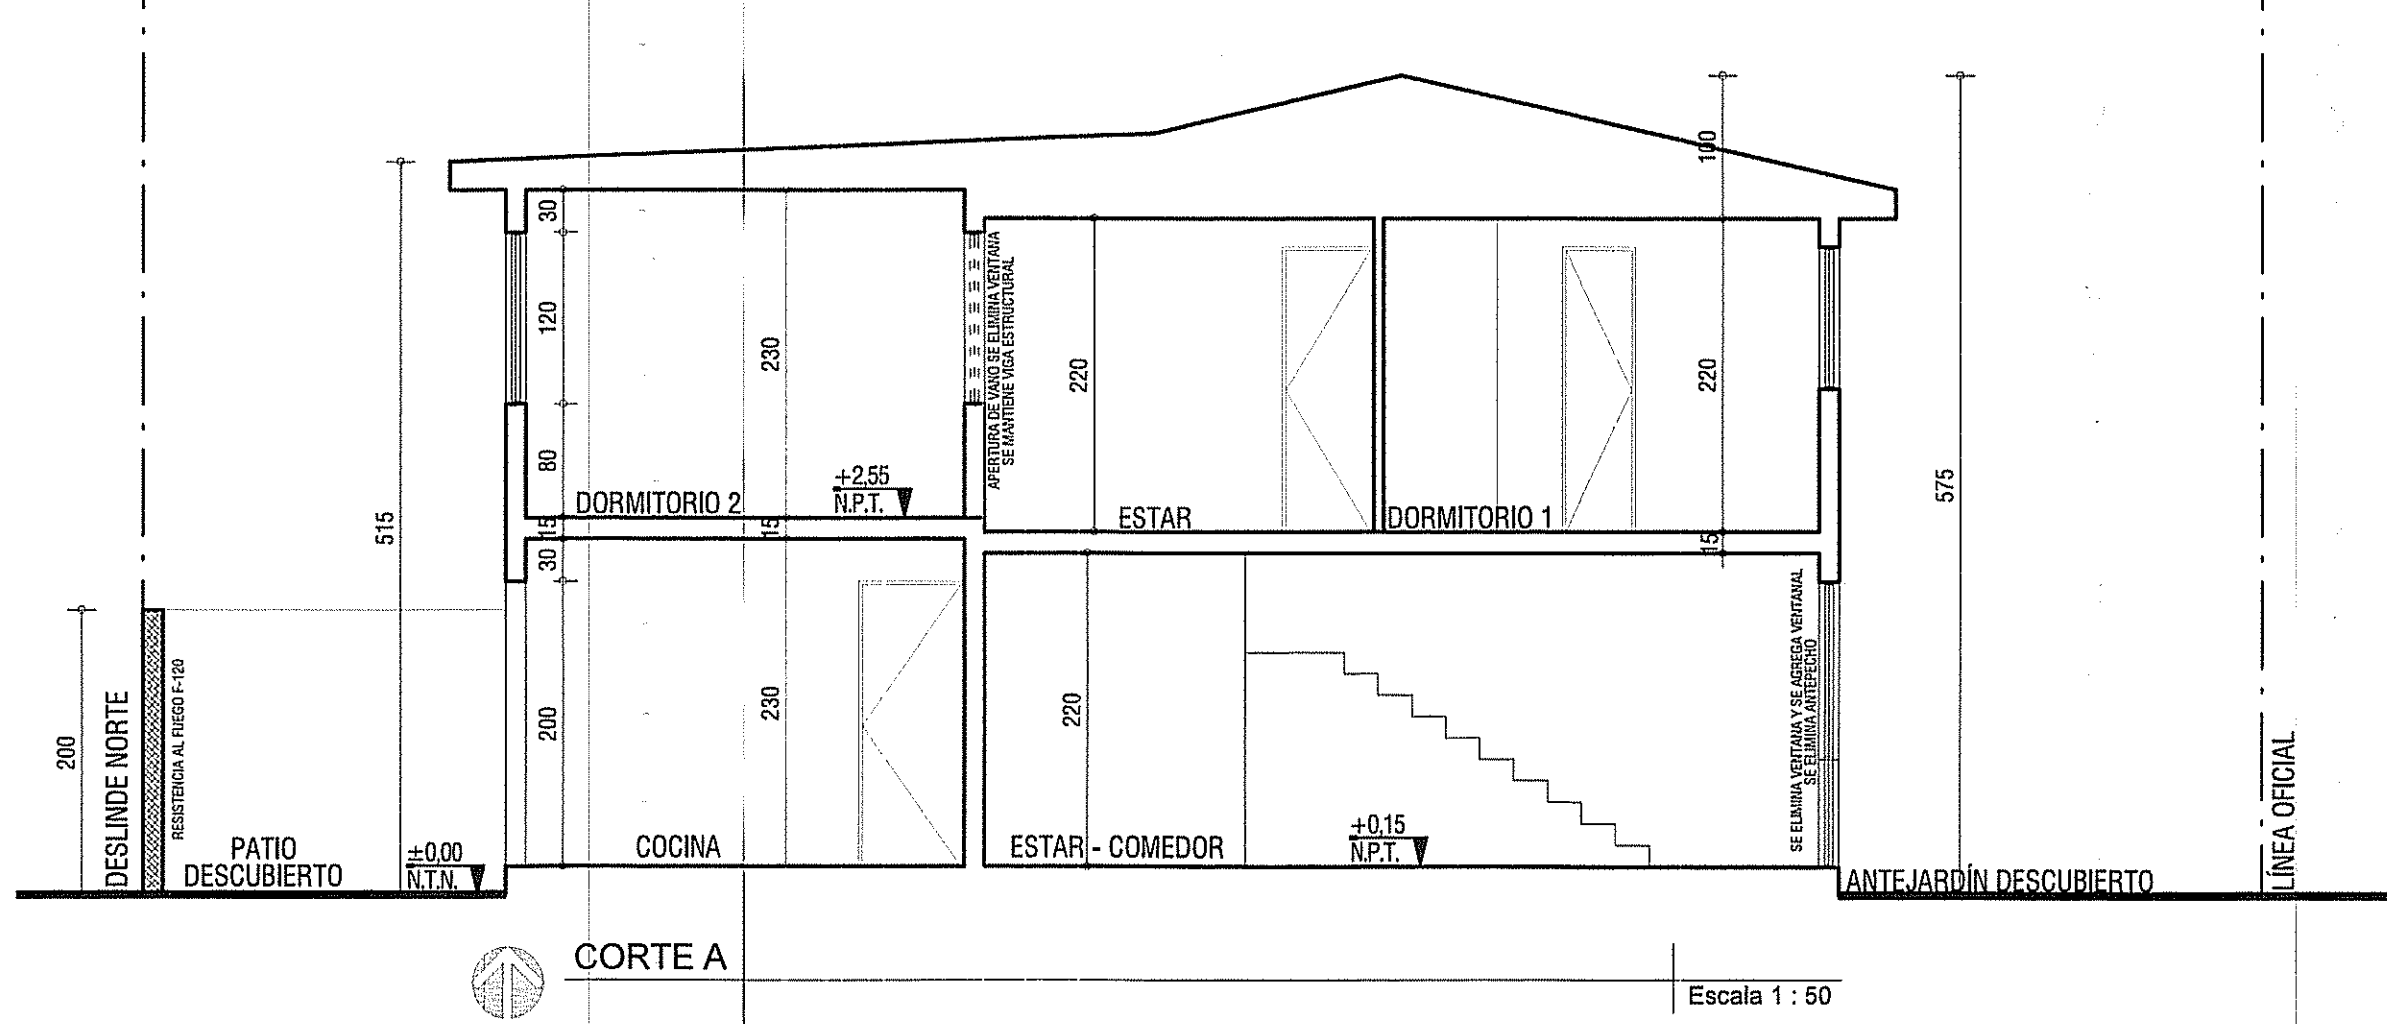 100
30
120
230
80
15
15
30
515
APERTURA DE VANO SE ELIMINA VENTANA
SE MANTIENE VIGA ESTRUCTURAL
220
220
575
+2,55
N.P.T.
DORMITORIO 2
ESTAR
DORMITORIO 1
15
200
DESLINDE NORTE
RESISTENCIA AL FUEGO F-120
PATIO
DESCUBIERTO
±0,00
N.T.N.
200
230
COCINA
220
ESTAR - COMEDOR
+0,15
N.P.T.
SE ELIMINA VENTANA Y SE AGREGA VENTANAL
SE ELIMINA ANTEPECHO
ANTEJARDÍN DESCUBIERTO
LÍNEA OFICIAL
CORTE A
Escala 1 : 50